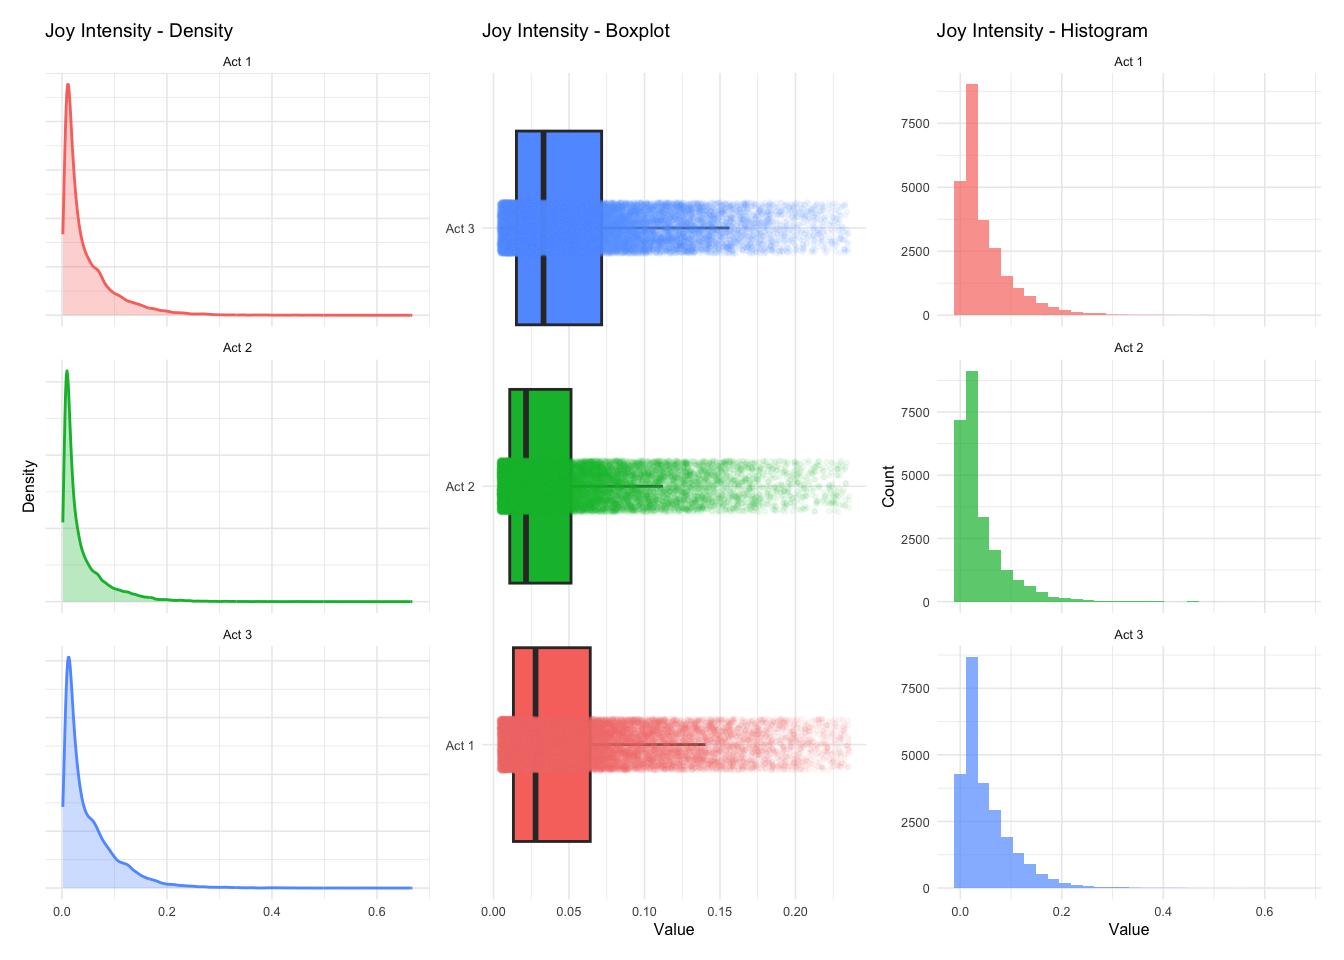 Joy Intensity - Density
Act 1
Act 2
Act 3
Density
0.0 0.2 0.4 0.6
Joy Intensity - Boxplot
Act 3
Act 2
Act 1
0.00 0.05 0.10 0.15 0.20
Value
Joy Intensity - Histogram
Act 1
7500
5000
2500
0
Act 2
7500
5000
2500
0
Act 3
7500
5000
2500
0
Count
0.0 0.2 0.4 0.6
Value